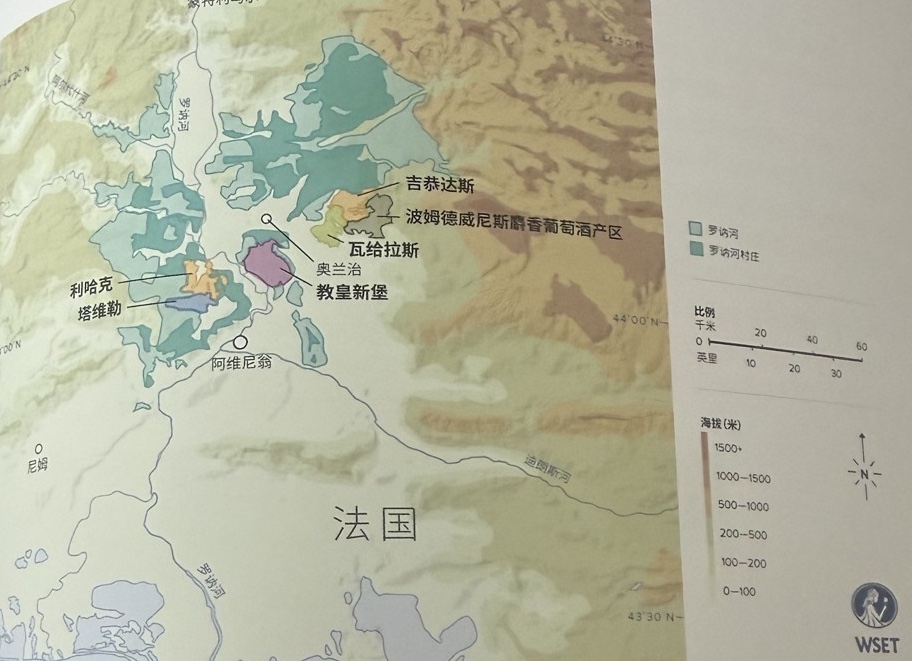 罗讷河
44°30'N
吉恭达斯
波姆德威尼斯麝香葡萄酒产区
瓦给拉斯
奥兰治
教皇新堡
利哈克
塔维勒
阿维尼翁
尼姆
迪朗斯河
法国
罗讷河
44°00'N
43°30'N
罗讷河
罗讷河村庄
比例
千米
0 20 40 60
英里
10 20 30
海拔(米)
1500+
1000–1500
500–1000
200–500
100–200
0–100
N
WSET